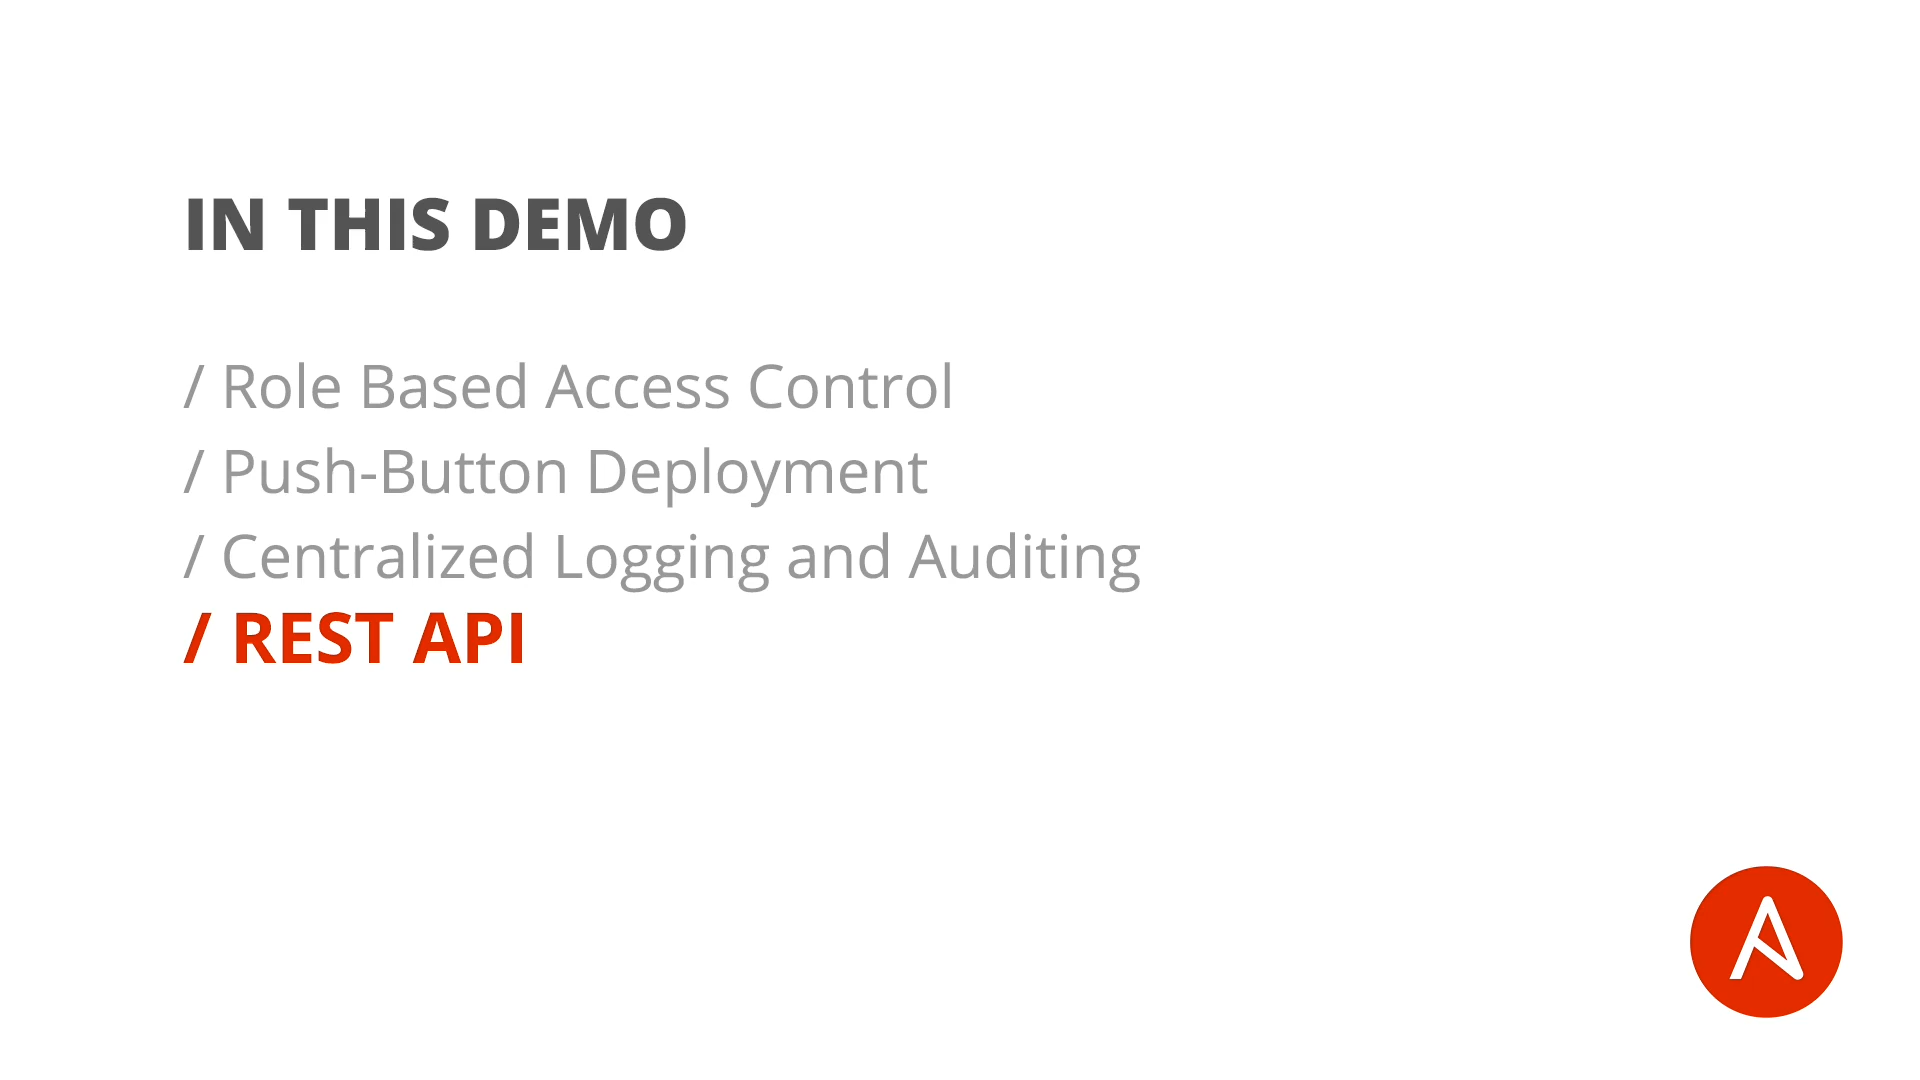 IN THIS DEMO
/ Role Based Access Control
/ Push-Button Deployment
/ Centralized Logging and Auditing
/ REST API